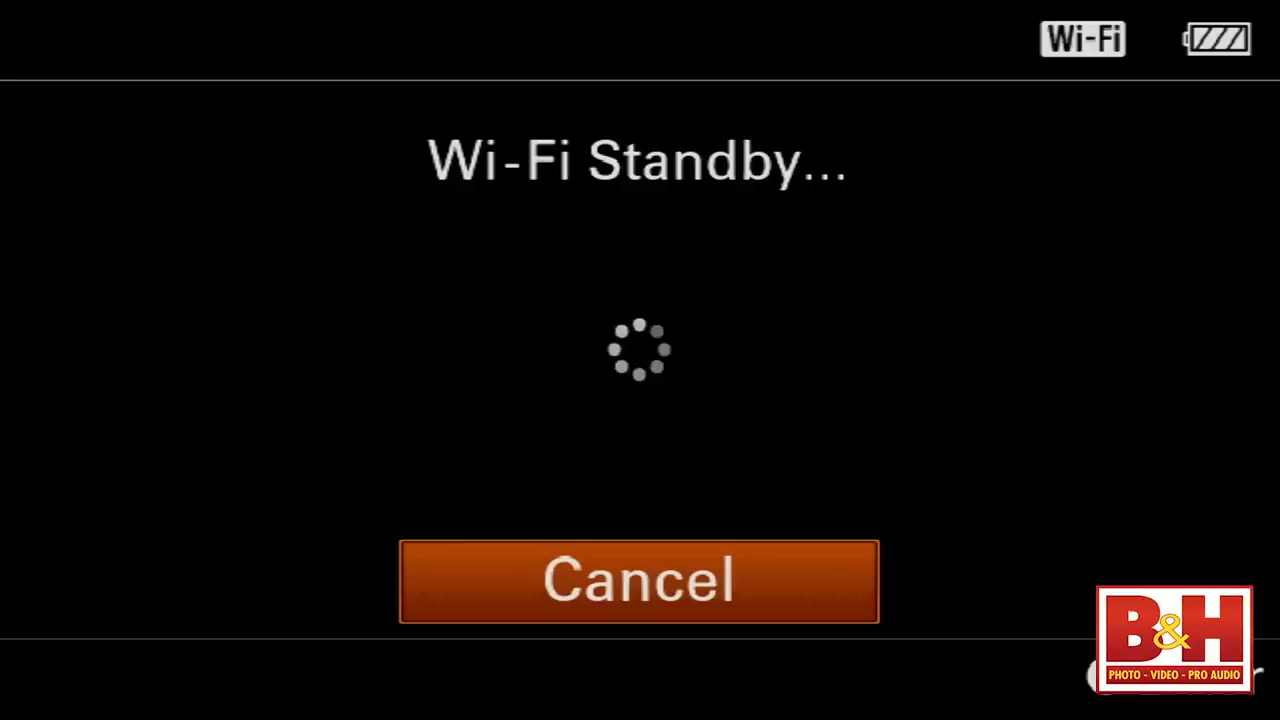 Wi-Fi
Wi-Fi Standby...
Cancel
B&H
PHOTO - VIDEO - PRO AUDIO